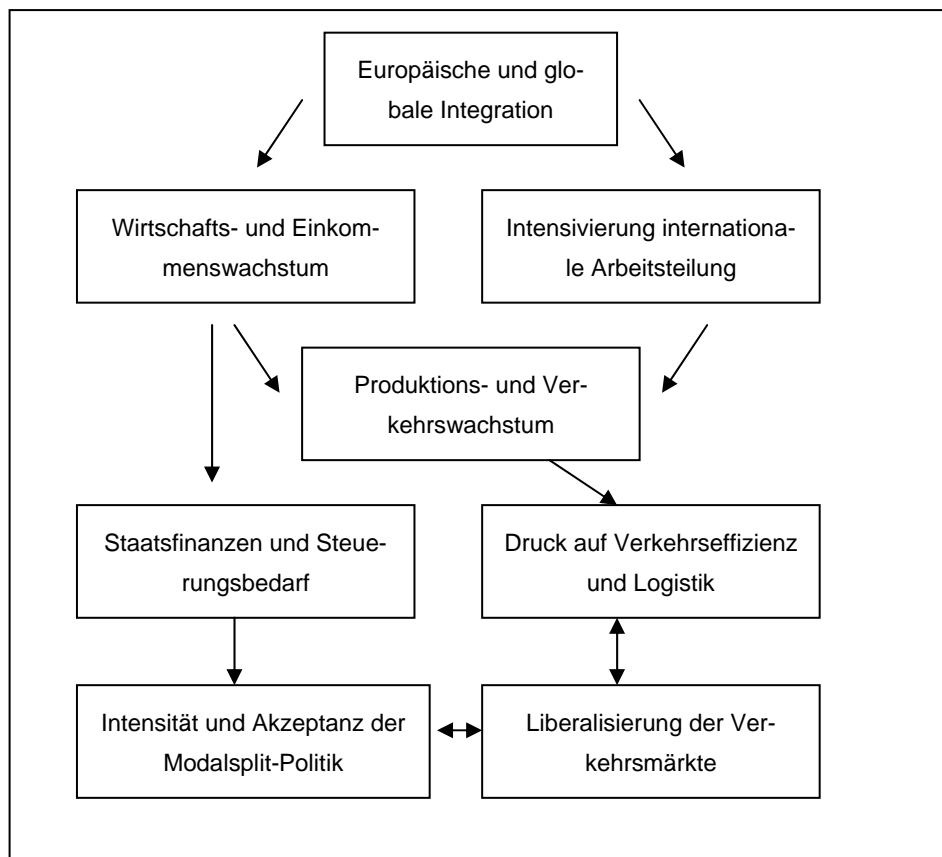 Europäische und glo-
bale Integration
Wirtschafts- und Einkom-
menswachstum
Intensivierung internationa-
le Arbeitsteilung
Produktions- und Ver-
kehrswachstum
Staatsfinanzen und Steue-
rungsbedarf
Druck auf Verkehrseffizienz
und Logistik
Intensität und Akzeptanz der
Modalsplit-Politik
Liberalisierung der Ver-
kehrsmärkte